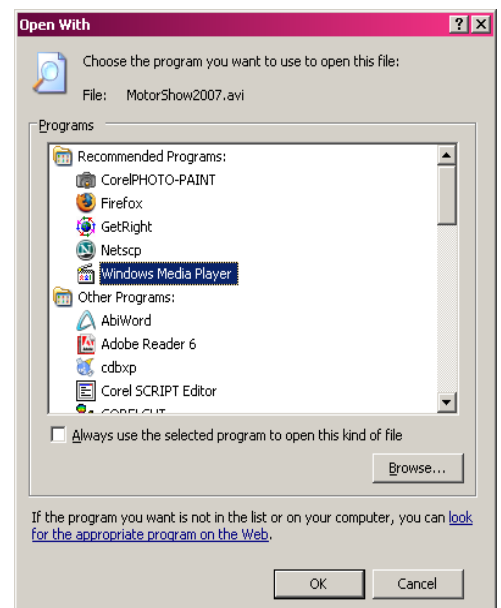 Open With
Choose the program you want to use to open this file:
File: MotorShow2007.avi
Programs
Recommended Programs:
CorelPHOTO-PAINT
Firefox
GetRight
Netscp
Windows Media Player
Other Programs:
AbiWord
Adobe Reader 6
cdbxp
Corel SCRIPT Editor
Always use the selected program to open this kind of file
Browse...
If the program you want is not in the list or on your computer, you can look
for the appropriate program on the Web.
OK Cancel